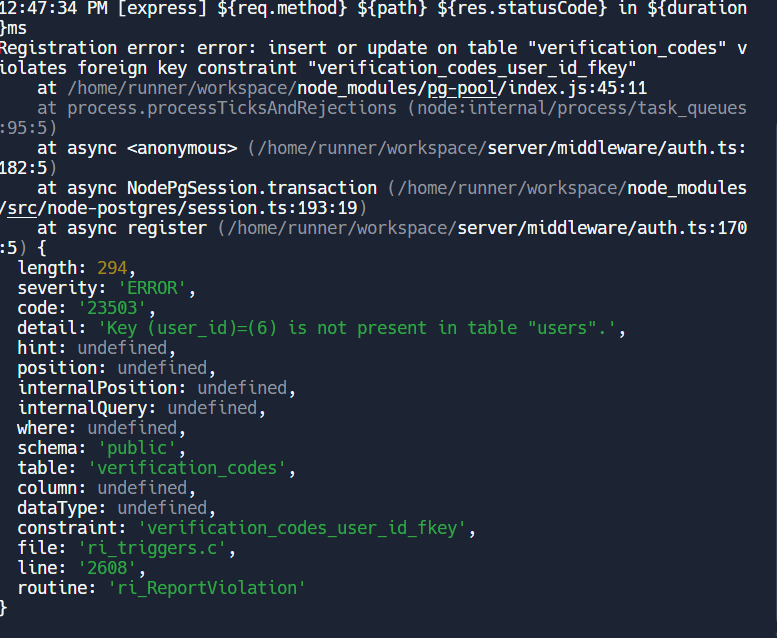 12:47:34 PM [express] ${req.method} ${path} ${res.statusCode} in ${duration
}ms
Registration error: error: insert or update on table "verification_codes" v
iolates foreign key constraint "verification_codes_user_id_fkey"
    at /home/runner/workspace/node_modules/pg-pool/index.js:45:11
    at process.processTicksAndRejections (node:internal/process/task_queues
:95:5)
    at async <anonymous> (/home/runner/workspace/server/middleware/auth.ts:
182:5)
    at async NodePgSession.transaction (/home/runner/workspace/node_modules
/src/node-postgres/session.ts:193:19)
    at async register (/home/runner/workspace/server/middleware/auth.ts:170
:5) {
  length: 294,
  severity: 'ERROR',
  code: '23503',
  detail: 'Key (user_id)=(6) is not present in table "users".',
  hint: undefined,
  position: undefined,
  internalPosition: undefined,
  internalQuery: undefined,
  where: undefined,
  schema: 'public',
  table: 'verification_codes',
  column: undefined,
  dataType: undefined,
  constraint: 'verification_codes_user_id_fkey',
  file: 'ri_triggers.c',
  line: '2608',
  routine: 'ri_ReportViolation'
}